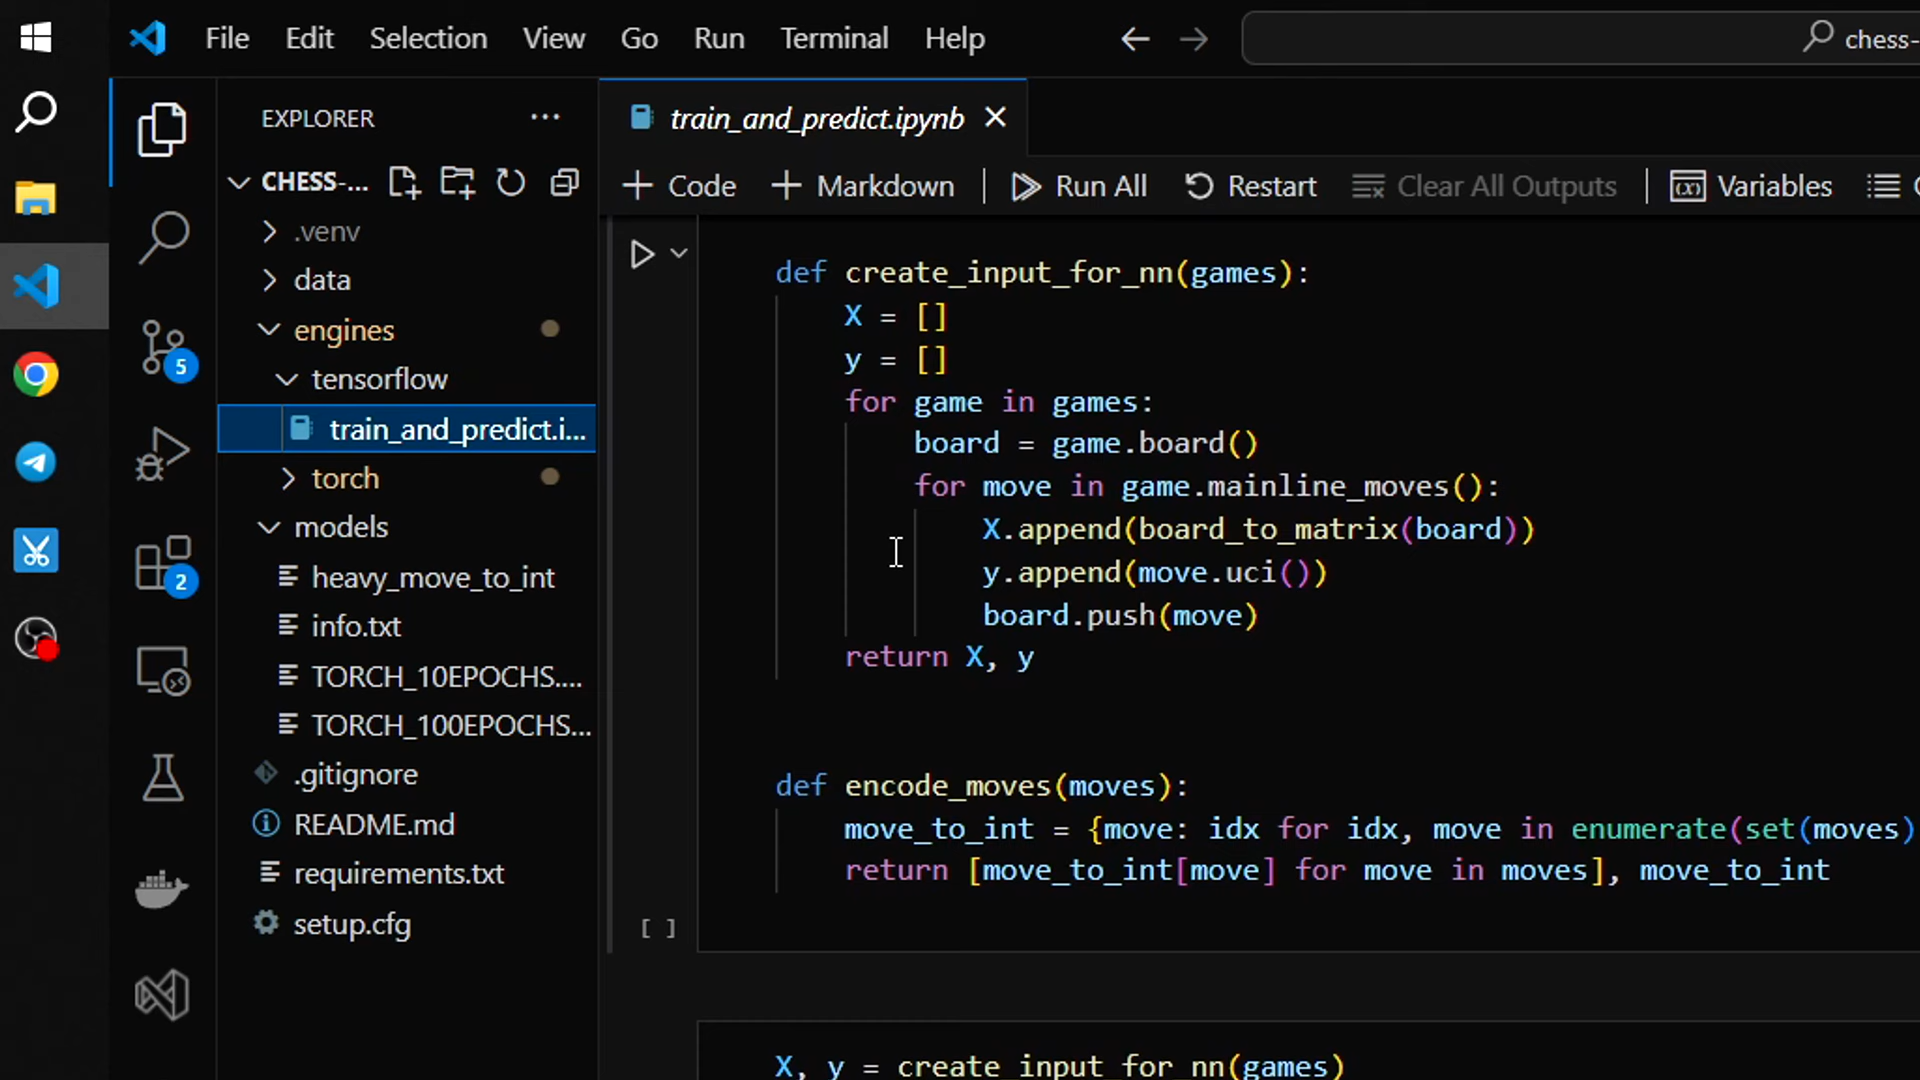 File Edit Selection View Go Run Terminal Help
chess-
EXPLORER
train_and_predict.ipynb
CHESS-...
Code Markdown Run All Restart Clear All Outputs Variables
.venv
data
engines
tensorflow
train_and_predict.i...
torch
models
heavy_move_to_int
info.txt
TORCH_10EPOCHS....
TORCH_100EPOCHS...
.gitignore
README.md
requirements.txt
setup.cfg
5
2
def create_input_for_nn(games):
X = []
y = []
for game in games:
board = game.board()
for move in game.mainline_moves():
X.append(board_to_matrix(board))
y.append(move.uci())
board.push(move)
return X, y
def encode_moves(moves):
move_to_int = {move: idx for idx, move in enumerate(set(moves)
return [move_to_int[move] for move in moves], move_to_int
[ ]
X, y = create_input_for_nn(games)